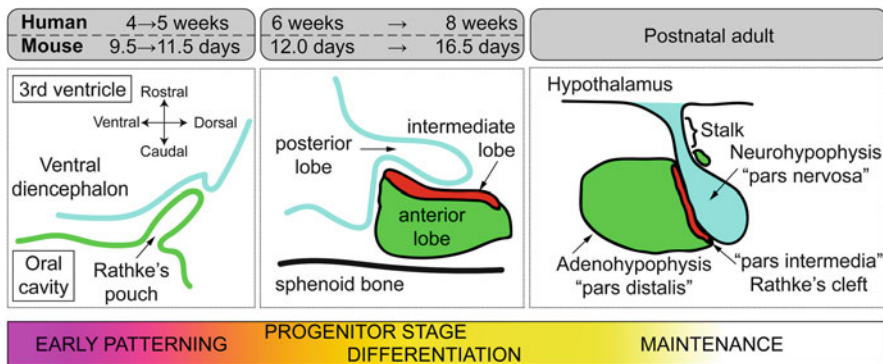 Human 4→5 weeks
Mouse 9.5→11.5 days
6 weeks → 8 weeks
12.0 days → 16.5 days
Postnatal adult
3rd ventricle
Rostral
Ventral
Dorsal
Caudal
Ventral
diencephalon
Oral
cavity
Rathke's
pouch
posterior
lobe
intermediate
lobe
anterior
lobe
sphenoid bone
Hypothalamus
Stalk
Neurohypophysis
"pars nervosa"
Adenohypophysis
"pars distalis"
"pars intermedia"
Rathke's cleft
EARLY PATTERNING
PROGENITOR STAGE
DIFFERENTIATION
MAINTENANCE